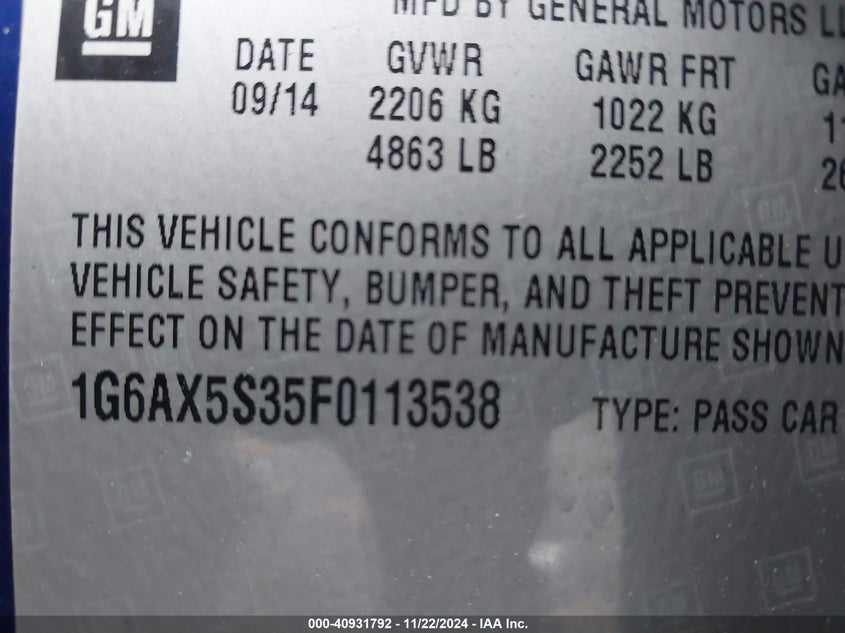 GM
MFD BY GENERAL MOTORS
DATE GVWR GAWR FRT
09/14 2206 KG 1022 KG
4863 LB 2252 LB
THIS VEHICLE CONFORMS TO ALL APPLICABLE
VEHICLE SAFETY, BUMPER, AND THEFT
EFFECT ON THE DATE OF MANUFACTURE SHOWN
1G6AX5S35F0113538 TYPE: PASS CAR
000-40931792 - 11/22/2024 - IAA Inc.